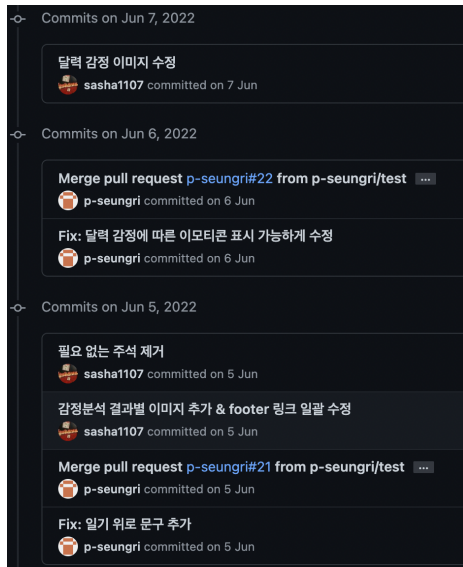 Commits on Jun 7, 2022
달력 감정 이미지 수정
sasha1107 committed on 7 Jun
Commits on Jun 6, 2022
Merge pull request p-seungri#22 from p-seungri/test ...
p-seungri committed on 6 Jun
Fix: 달력 감정에 따른 이모티콘 표시 가능하게 수정
p-seungri committed on 6 Jun
Commits on Jun 5, 2022
필요 없는 주석 제거
sasha1107 committed on 5 Jun
감정분석 결과별 이미지 추가 & footer 링크 일괄 수정
sasha1107 committed on 5 Jun
Merge pull request p-seungri#21 from p-seungri/test ...
p-seungri committed on 5 Jun
Fix: 일기 위로 문구 추가
p-seungri committed on 5 Jun